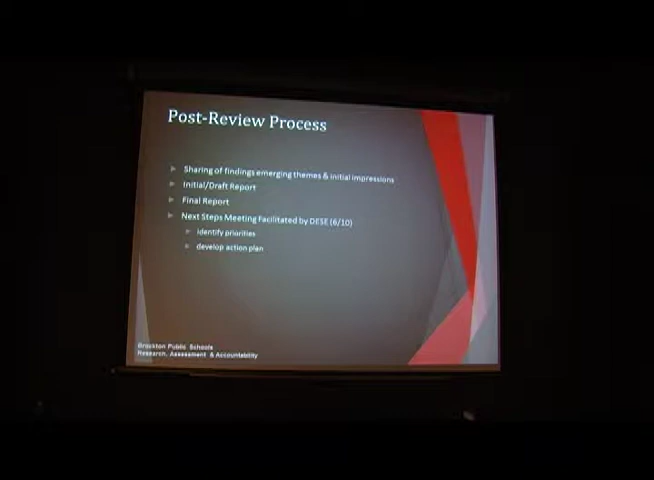 Post-Review Process
Sharing of findings emerging themes & initial impressions
Initial/Draft Report
Final Report
Next Steps Meeting Facilitated by DESE (6/10)
identify priorities
develop action plan
Brockton Public Schools
Research, Assessment & Accountability